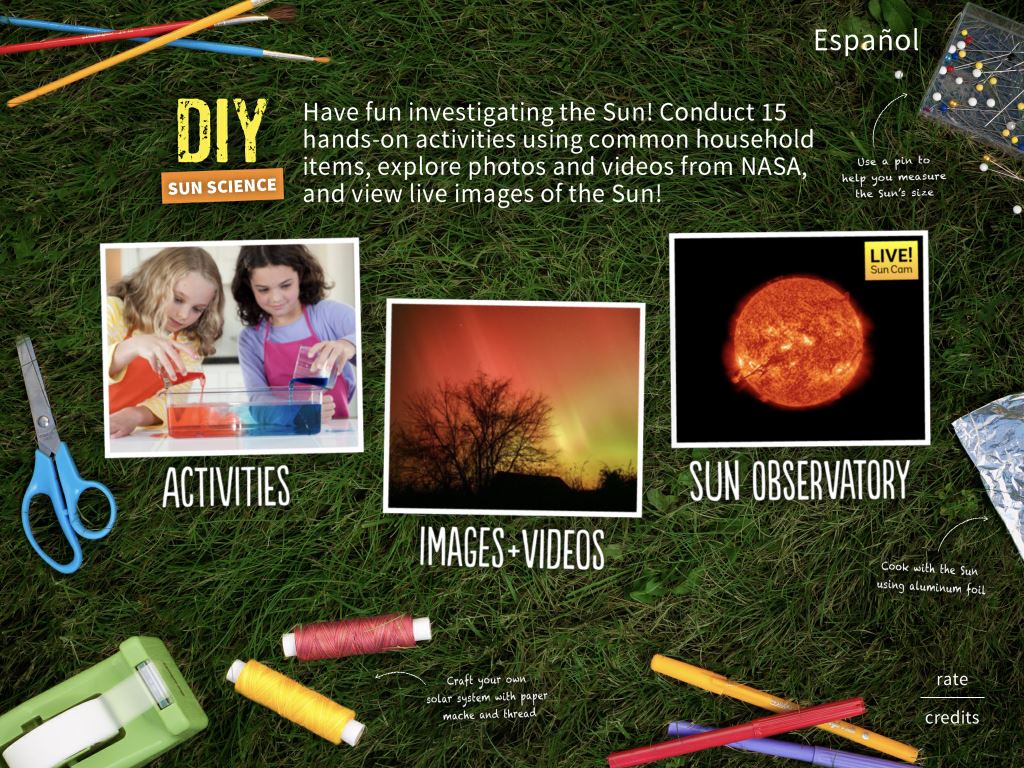 Español
DIY
SUN SCIENCE
Have fun investigating the Sun! Conduct 15
hands-on activities using common household
items, explore photos and videos from NASA,
and view live images of the Sun!
Use a pin to
help you measure
the Sun's size
LIVE!
Sun Cam
ACTIVITIES
IMAGES+VIDEOS
SUN OBSERVATORY
Cook with the Sun
using aluminum foil
Craft your own
solar system with paper
mache and thread
rate
credits